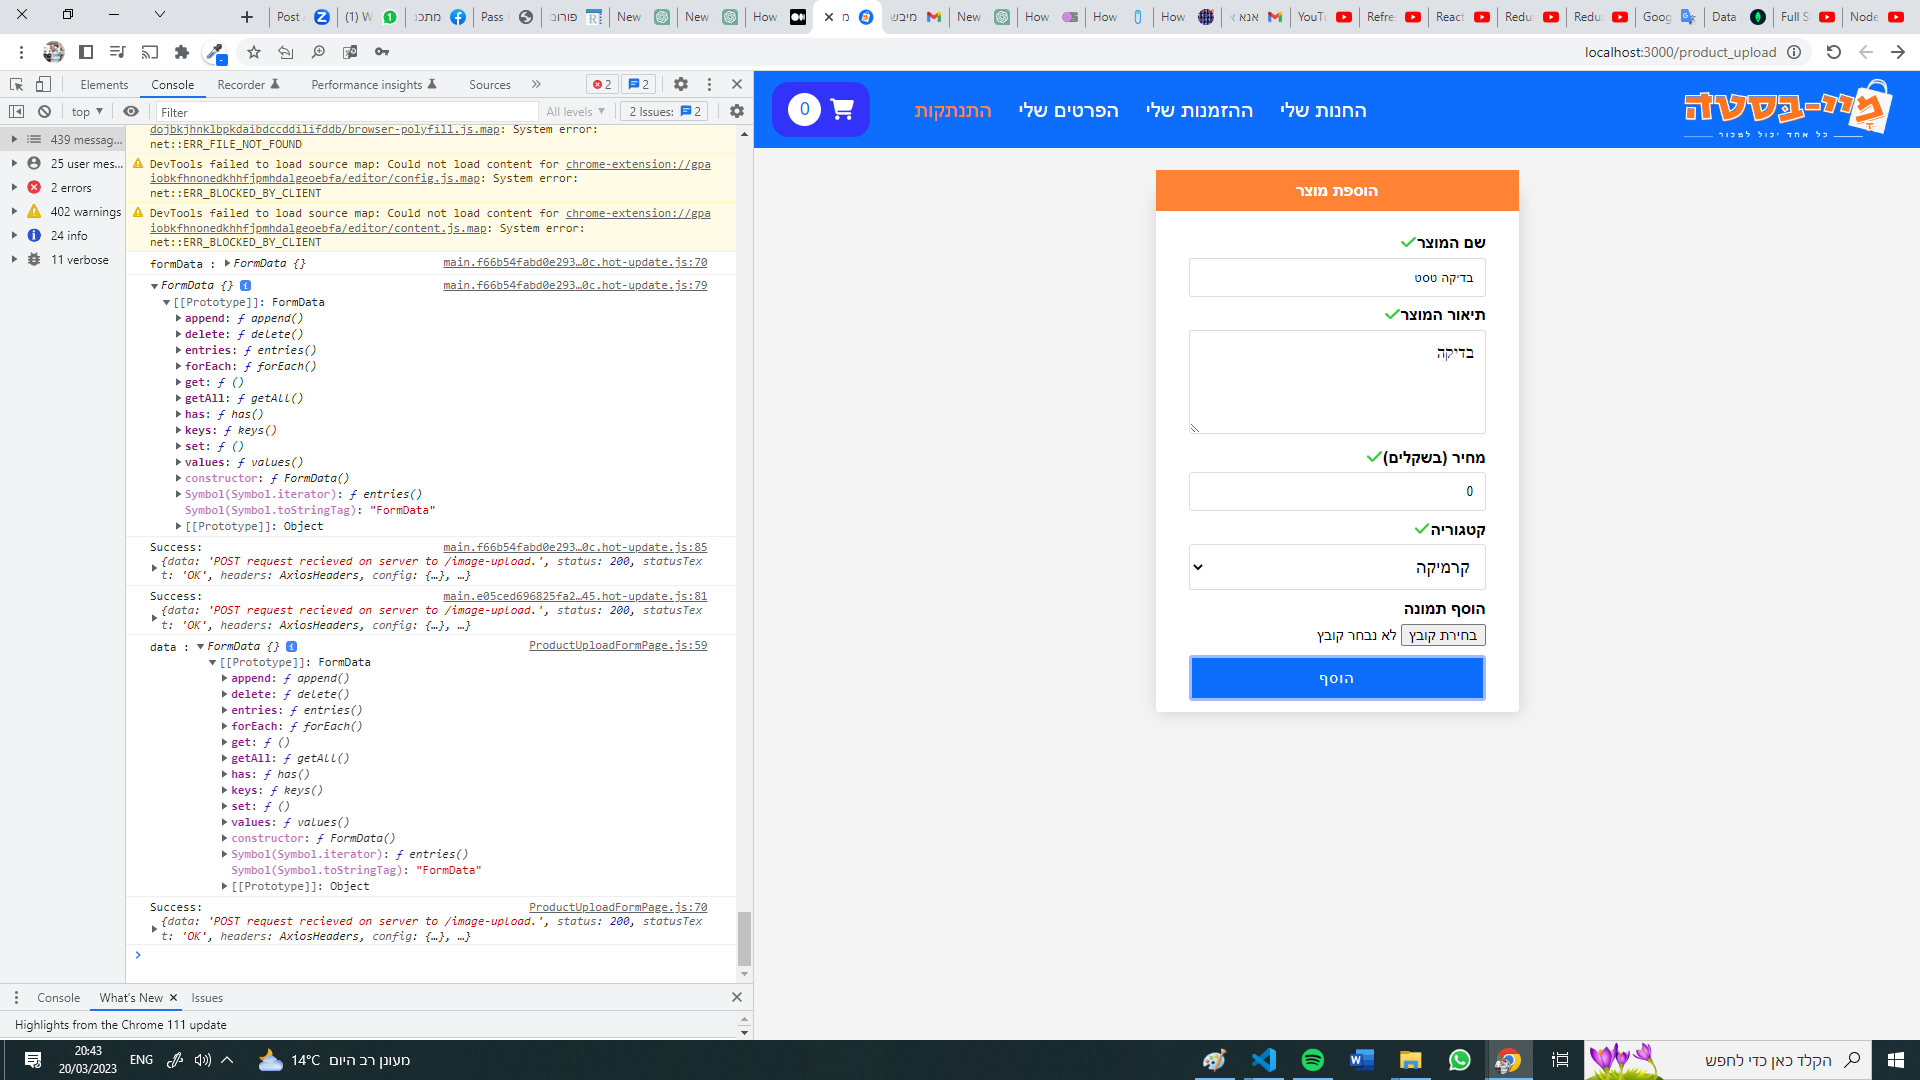 Post
(1) W
מתכנ
Pass
פורום
New
New
How
מ
מיבש
New
How
How
How
אנא א
YouTu
Refre
React
Redu
Redu
Goog
Data
Full S
Node
localhost:3000/product_upload
Elements
Console
Recorder
Performance insights
Sources
2
2
top
Filter
All levels
2 Issues:
2
439 messag...
25 user mes...
2 errors
402 warnings
24 info
11 verbose
dojbkjhnklbpkdaibdccddilifddb/browser-polyfill.js.map: System error:
net::ERR_FILE_NOT_FOUND
DevTools failed to load source map: Could not load content for chrome-extension://gpa
iobkfhnonedkhhfjpmhdalgeoebfa/editor/config.js.map: System error:
net::ERR_BLOCKED_BY_CLIENT
DevTools failed to load source map: Could not load content for chrome-extension://gpa
iobkfhnonedkhhfjpmhdalgeoebfa/editor/content.js.map: System error:
net::ERR_BLOCKED_BY_CLIENT
formData : FormData {} main.f66b54fabd0e293…0c.hot-update.js:70
FormData {} main.f66b54fabd0e293…0c.hot-update.js:79
[[Prototype]]: FormData
append: ƒ append()
delete: ƒ delete()
entries: ƒ entries()
forEach: ƒ forEach()
get: ƒ ()
getAll: ƒ getAll()
has: ƒ has()
keys: ƒ keys()
set: ƒ ()
values: ƒ values()
constructor: ƒ FormData()
Symbol(Symbol.iterator): ƒ entries()
Symbol(Symbol.toStringTag): "FormData"
[[Prototype]]: Object
Success: main.f66b54fabd0e293…0c.hot-update.js:85
{data: 'POST request recieved on server to /image-upload.', status: 200, statusTex
t: 'OK', headers: AxiosHeaders, config: {…}, …}
Success: main.e05ced696825fa2…45.hot-update.js:81
{data: 'POST request recieved on server to /image-upload.', status: 200, statusTex
t: 'OK', headers: AxiosHeaders, config: {…}, …}
data : FormData {} ProductUploadFormPage.js:59
[[Prototype]]: FormData
append: ƒ append()
delete: ƒ delete()
entries: ƒ entries()
forEach: ƒ forEach()
get: ƒ ()
getAll: ƒ getAll()
has: ƒ has()
keys: ƒ keys()
set: ƒ ()
values: ƒ values()
constructor: ƒ FormData()
Symbol(Symbol.iterator): ƒ entries()
Symbol(Symbol.toStringTag): "FormData"
[[Prototype]]: Object
Success: ProductUploadFormPage.js:70
{data: 'POST request recieved on server to /image-upload.', status: 200, statusTex
t: 'OK', headers: AxiosHeaders, config: {…}, …}
Console
What's New
Issues
Highlights from the Chrome 111 update
מיי-בסטה
כל אחד יכול למכור
החנות שלי
ההזמנות שלי
הפרטים שלי
התנתקות
0
הוספת מוצר
שם המוצר
בדיקה טסט
תיאור המוצר
בדיקה
מחיר (בשקלים)
0
קטגוריה
קרמיקה
הוסף תמונה
בחירת קובץ לא נבחר קובץ
הוסף
20:43
20/03/2023
ENG
14°C
מעונן רב היום
הקלד כאן כדי לחפש